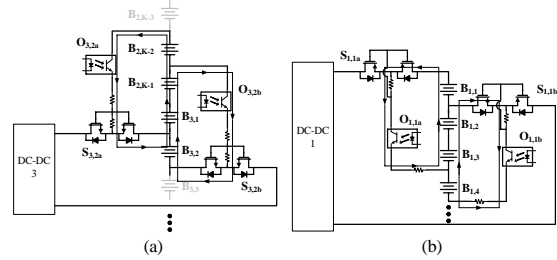 B2,K-3
B2,K-2
O3,2a
B2,K-1
O3,2b
B3,1
B3,2
S3,2a
S3,2b
B3,3
DC-DC
3
(a)
S1,1a
B1,1
S1,1b
B1,2
O1,1a
O1,1b
B1,3
B1,4
DC-DC
1
(b)